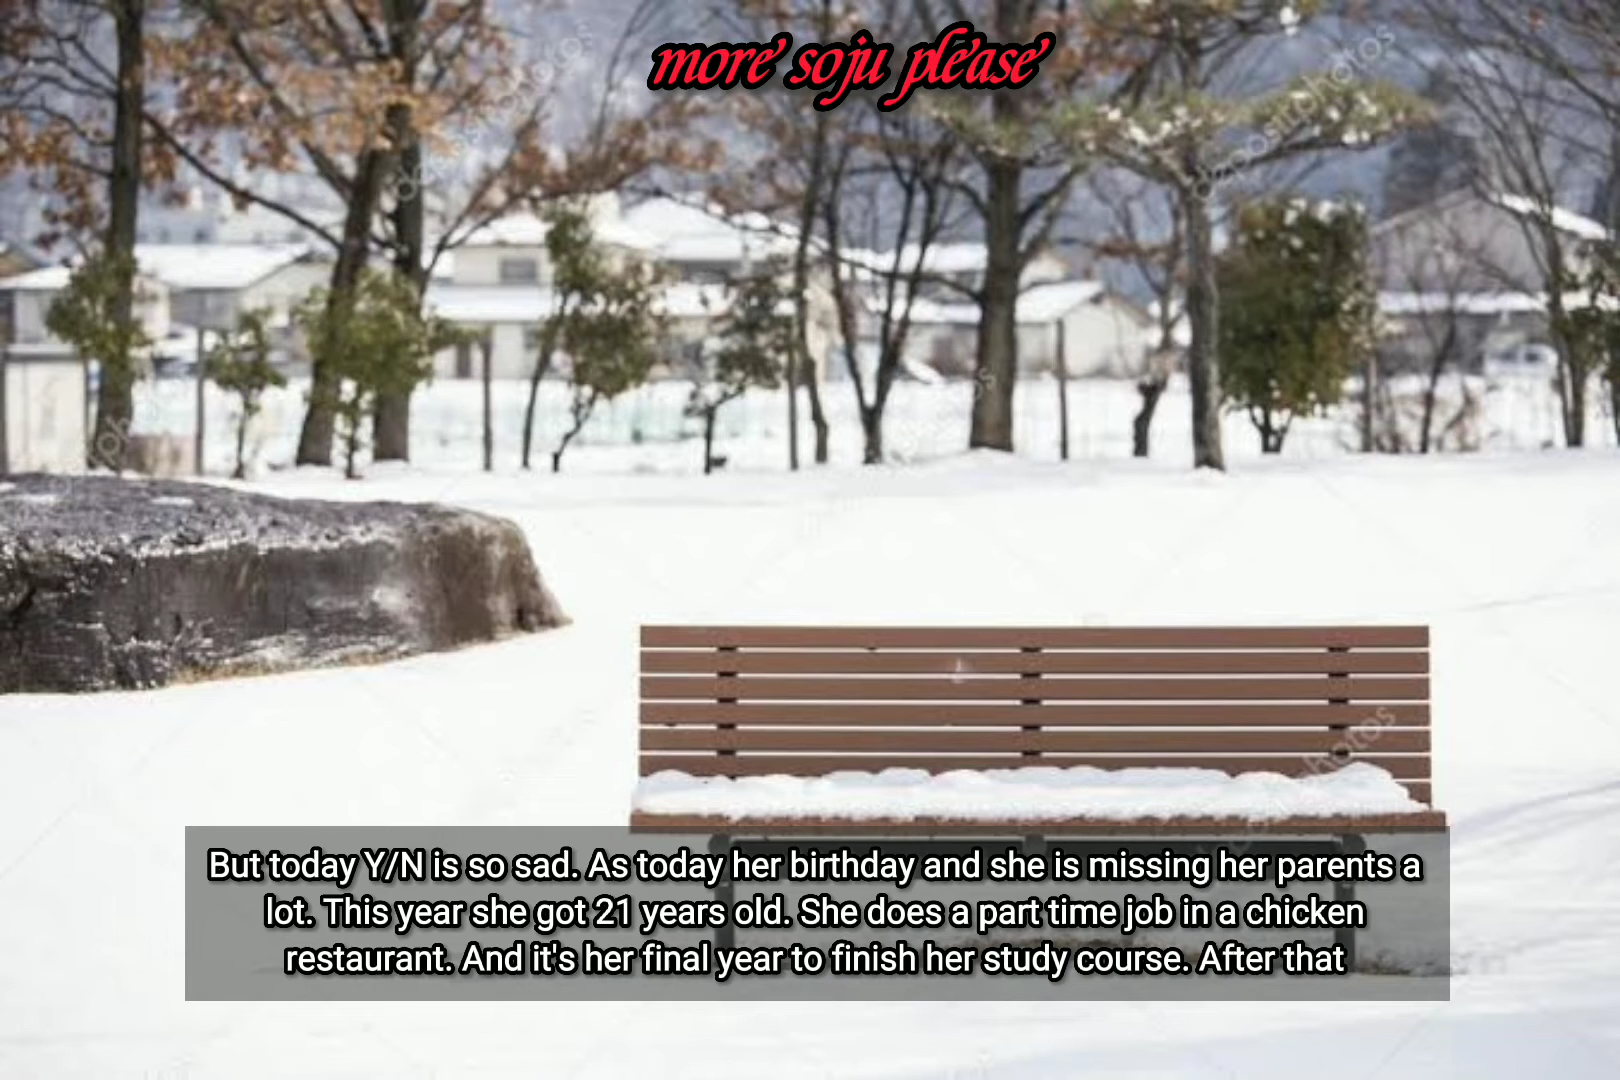 more soju please
But today Y/N is so sad. As today her birthday and she is missing her parents a
lot. This year she got 21 years old. She does a part time job in a chicken
restaurant. And it's her final year to finish her study course. After that
depositphotos
depositphotos